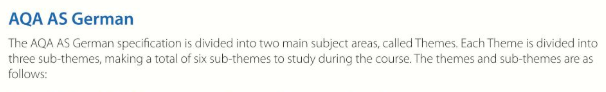 AQA AS German
The AQA AS German specification is divided into two main subject areas, called Themes. Each Theme is divided into
three sub-themes, making a total of six sub-themes to study during the course. The themes and sub-themes are as
follows: